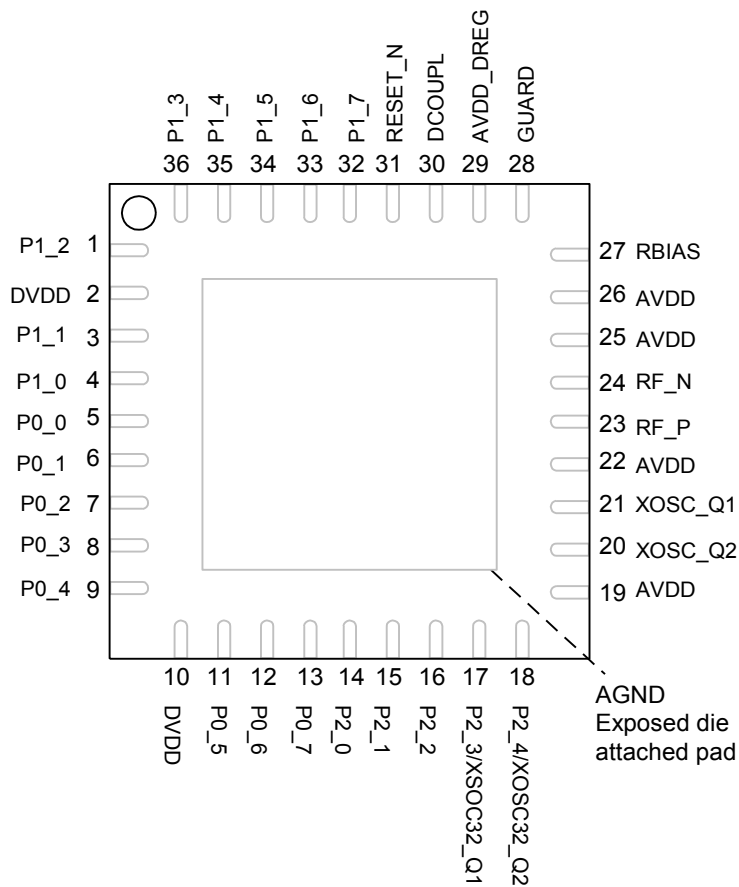 P1_3
P1_4
P1_5
P1_6
P1_7
RESET_N
DCOUPL
AVDD_DREG
GUARD
36 35 34 33 32 31 30 29 28
P1_2 1
DVDD 2
P1_1 3
P1_0 4
P0_0 5
P0_1 6
P0_2 7
P0_3 8
P0_4 9
27 RBIAS
26 AVDD
25 AVDD
24 RF_N
23 RF_P
22 AVDD
21 XOSC_Q1
20 XOSC_Q2
19 AVDD
10 11 12 13 14 15 16 17 18
DVDD
P0_5
P0_6
P0_7
P2_0
P2_1
P2_2
P2_3/XSOC32_Q1
P2_4/XOSC32_Q2
AGND
Exposed die
attached pad